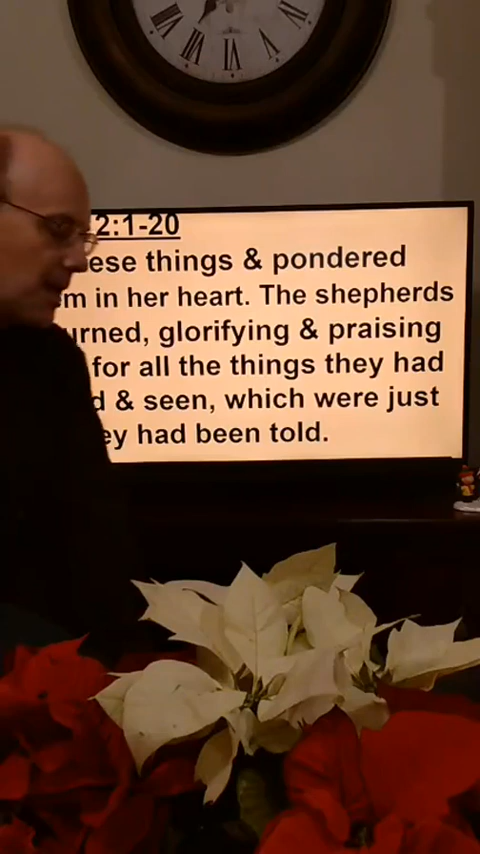 2:1-20
ese things & pondered
m in her heart. The shepherds
urned, glorifying & praising
for all the things they had
d & seen, which were just
ey had been told.